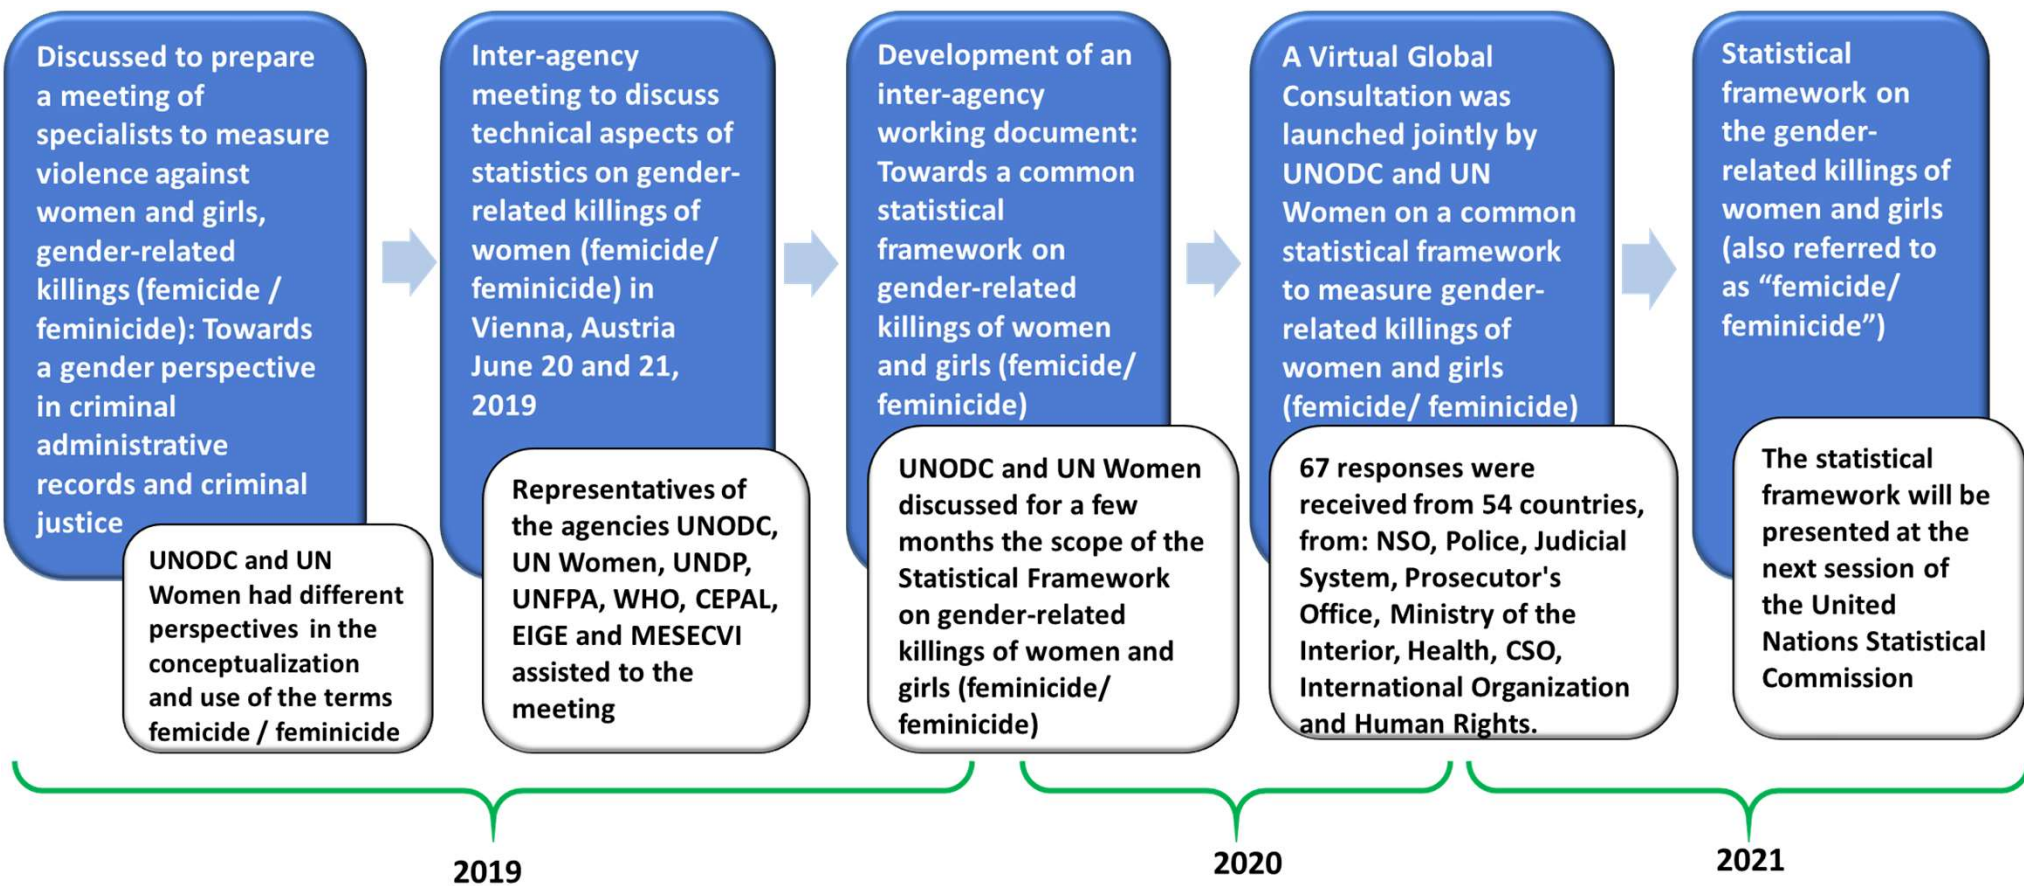 Discussed to prepare
a meeting of
specialists to measure
violence against
women and girls,
gender-related
killings (femicide /
feminicide): Towards
a gender perspective
in criminal
administrative
records and criminal
justice
UNODC and UN
Women had different
perspectives in the
conceptualization
and use of the terms
femicide / feminicide
Inter-agency
meeting to discuss
technical aspects of
statistics on gender-
related killings of
women (femicide/
feminicide) in
Vienna, Austria
June 20 and 21,
2019
Representatives of
the agencies UNODC,
UN Women, UNDP,
UNFPA, WHO, CEPAL,
EIGE and MESECVI
assisted to the
meeting
Development of an
inter-agency
working document:
Towards a common
statistical
framework on
gender-related
killings of women
and girls (femicide/
feminicide)
UNODC and UN Women
discussed for a few
months the scope of the
Statistical Framework
on gender-related
killings of women and
girls (feminicide/
feminicide)
A Virtual Global
Consultation was
launched jointly by
UNODC and UN
Women on a common
statistical framework
to measure gender-
related killings of
women and girls
(femicide/ feminicide)
67 responses were
received from 54 countries,
from: NSO, Police, Judicial
System, Prosecutor's
Office, Ministry of the
Interior, Health, CSO,
International Organization
and Human Rights.
Statistical
framework on
the gender-
related killings of
women and girls
(also referred to
as “femicide/
feminicide”)
The statistical
framework will be
presented at the
next session of
the United
Nations Statistical
Commission
2019
2020
2021